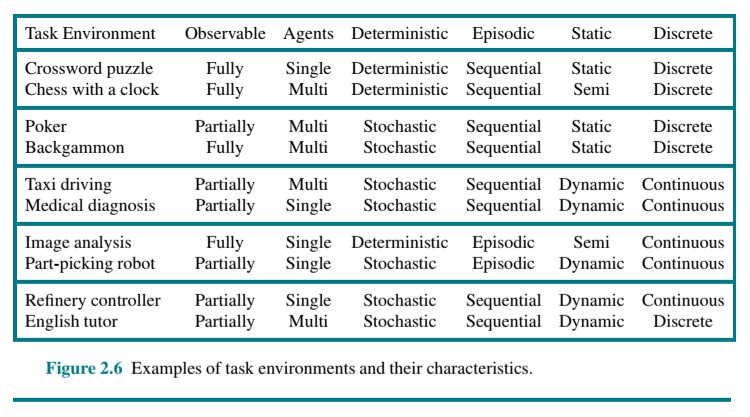 Task Environment Observable Agents Deterministic Episodic Static Discrete
Crossword puzzle Fully Single Deterministic Sequential Static Discrete
Chess with a clock Fully Multi Deterministic Sequential Semi Discrete
Poker Partially Multi Stochastic Sequential Static Discrete
Backgammon Fully Multi Stochastic Sequential Static Discrete
Taxi driving Partially Multi Stochastic Sequential Dynamic Continuous
Medical diagnosis Partially Single Stochastic Sequential Dynamic Continuous
Image analysis Fully Single Deterministic Episodic Semi Continuous
Part-picking robot Partially Single Stochastic Episodic Dynamic Continuous
Refinery controller Partially Single Stochastic Sequential Dynamic Continuous
English tutor Partially Multi Stochastic Sequential Dynamic Discrete
Figure 2.6 Examples of task environments and their characteristics.